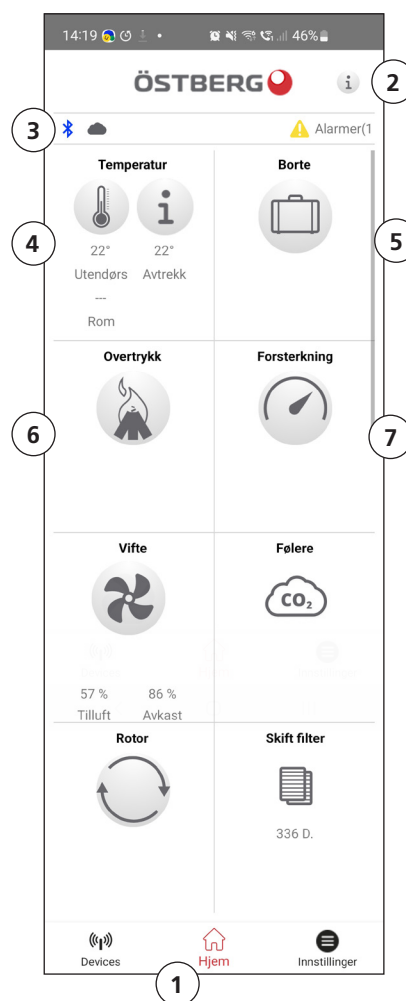 14:19 46%
ÖSTBERG
i
2
3
Alarmer(1
Temperatur
Borte
i
4
5
22° 22°
Utendørs Avtrekk
---
Rom
Overtrykk
Forsterkning
6
7
Vifte
Følere
CO₂
57 % 86 %
Tilluft Avkast
Rotor
Skift filter
336 D.
Devices
Hjem
Innstillinger
1